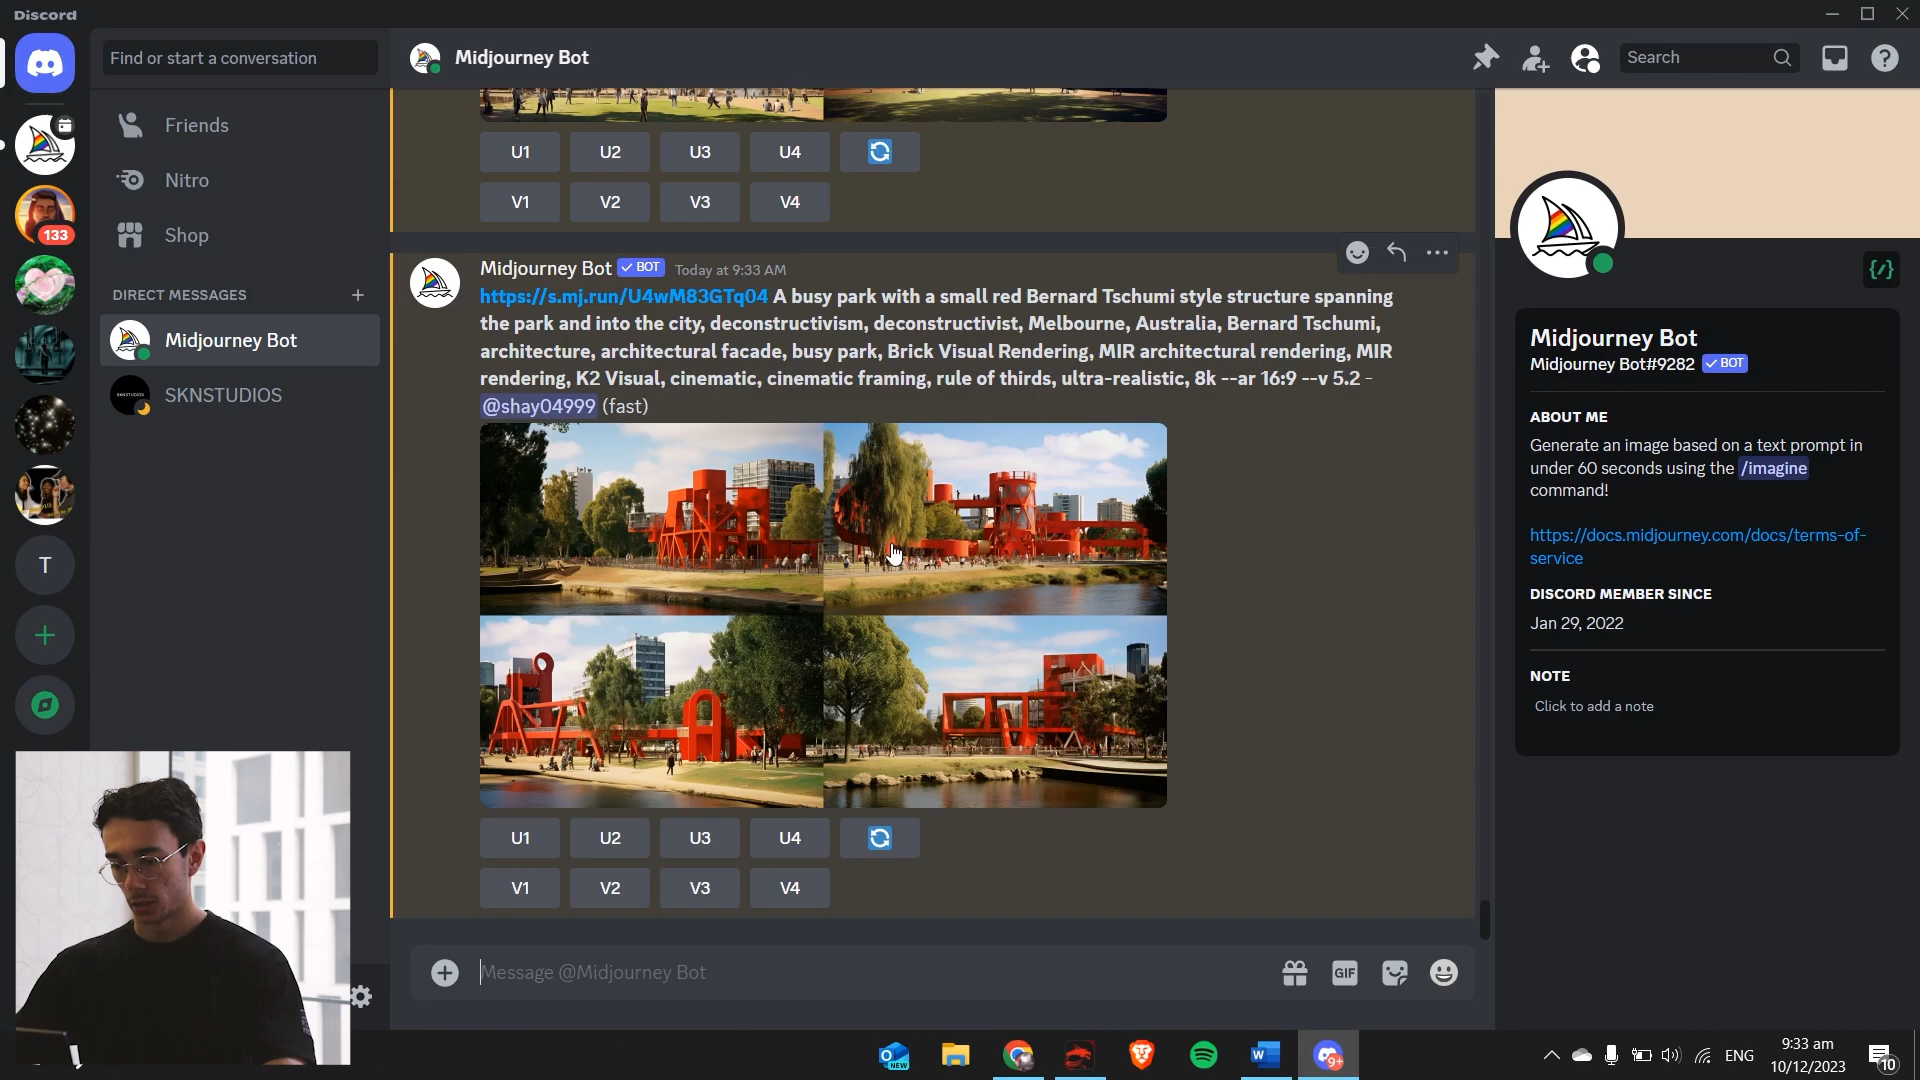 Discord
Find or start a conversation
Friends
Nitro
Shop
DIRECT MESSAGES
Midjourney Bot
SKNSTUDIOS
133
T
Midjourney Bot
Search
U1 U2 U3 U4
V1 V2 V3 V4
Midjourney Bot BOT Today at 9:33 AM
https://s.mj.run/U4wM83GTq04 A busy park with a small red Bernard Tschumi style structure spanning
the park and into the city, deconstructivism, deconstructivist, Melbourne, Australia, Bernard Tschumi,
architecture, architectural facade, busy park, Brick Visual Rendering, MIR architectural rendering, MIR
rendering, K2 Visual, cinematic, cinematic framing, rule of thirds, ultra-realistic, 8k --ar 16:9 --v 5.2 -
@shay04999 (fast)
U1 U2 U3 U4
V1 V2 V3 V4
Message @Midjourney Bot
GIF
Midjourney Bot
Midjourney Bot#9282 BOT
ABOUT ME
Generate an image based on a text prompt in
under 60 seconds using the /imagine
command!
https://docs.midjourney.com/docs/terms-of-
service
DISCORD MEMBER SINCE
Jan 29, 2022
NOTE
Click to add a note
NEW
9+
ENG
9:33 am
10/12/2023
10